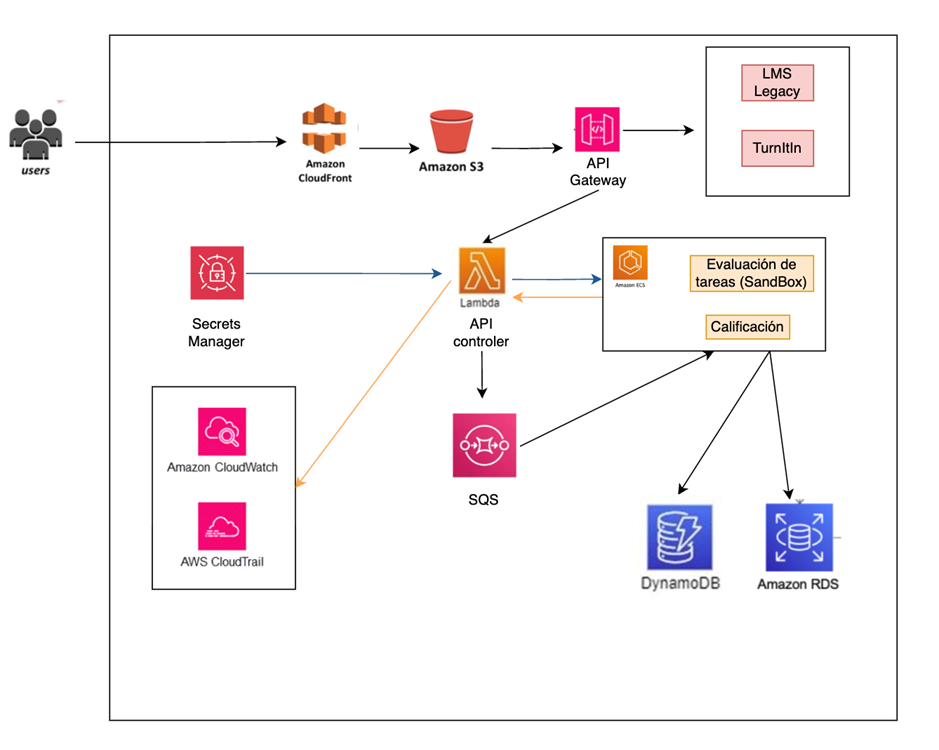 users
Amazon
CloudFront
Amazon S3
API
Gateway
LMS
Legacy
TurnItIn
Secrets
Manager
Lambda
API
controler
Amazon ECS
Evaluación de
tareas (SandBox)
Calificación
Amazon CloudWatch
AWS CloudTrail
SQS
DynamoDB
Amazon RDS